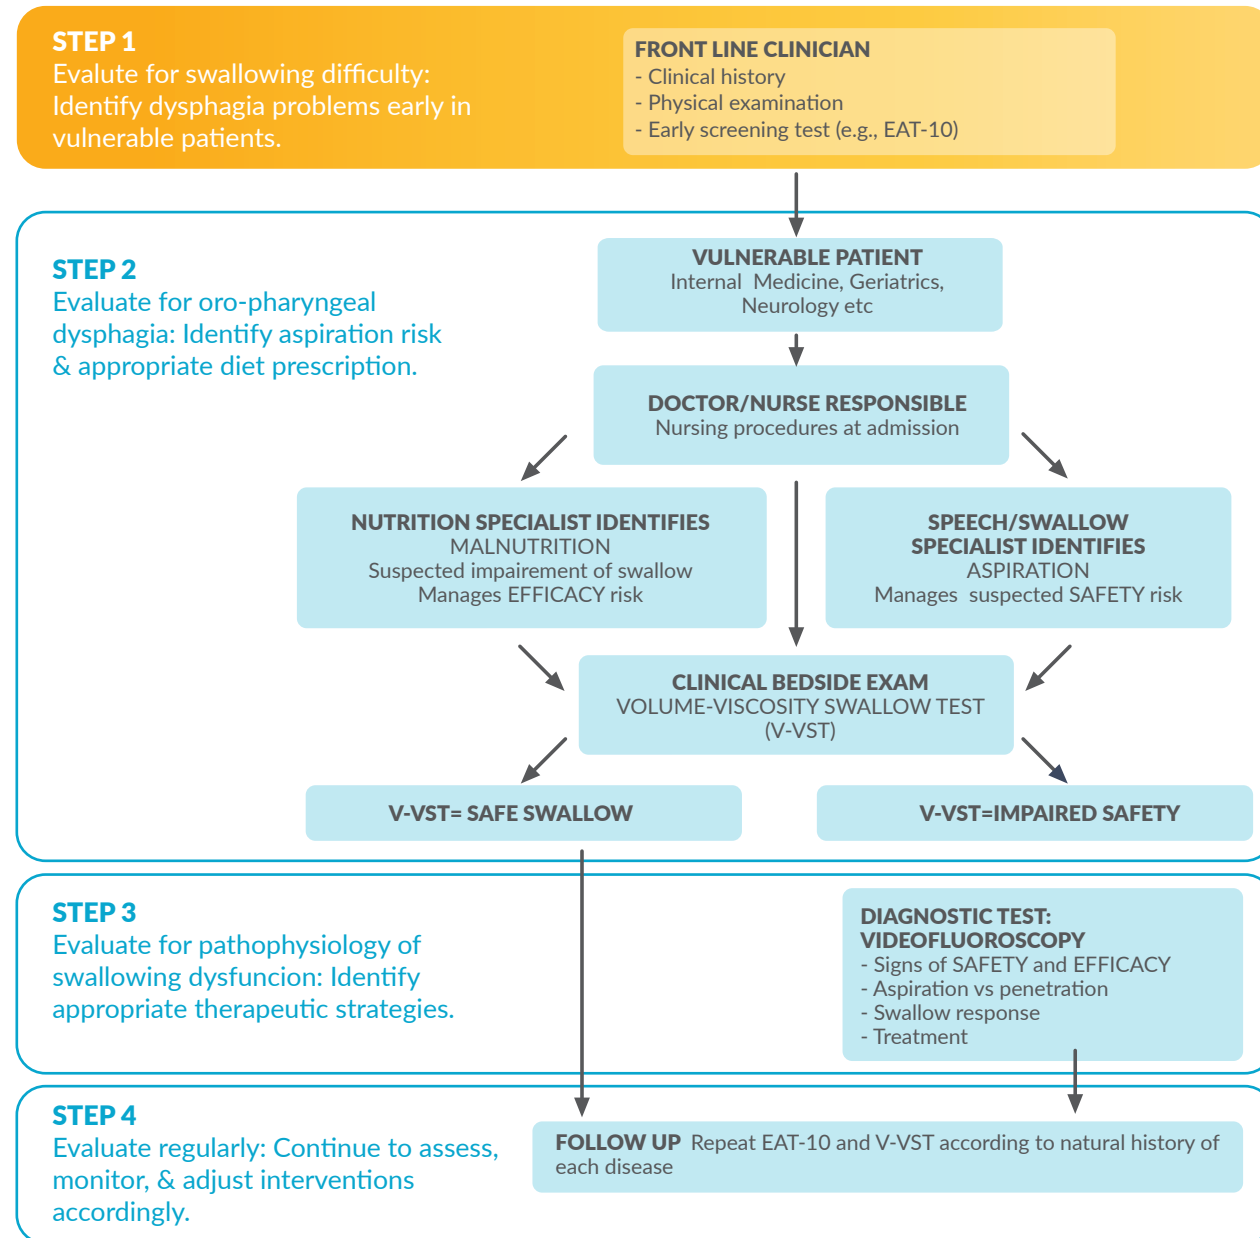 STEP 1
Evalute for swallowing difficulty:
Identify dysphagia problems early in
vulnerable patients.
FRONT LINE CLINICIAN
- Clinical history
- Physical examination
- Early screening test (e.g., EAT-10)
STEP 2
Evaluate for oro-pharyngeal
dysphagia: Identify aspiration risk
& appropriate diet prescription.
VULNERABLE PATIENT
Internal Medicine, Geriatrics,
Neurology etc
DOCTOR/NURSE RESPONSIBLE
Nursing procedures at admission
NUTRITION SPECIALIST IDENTIFIES
MALNUTRITION
Suspected impairement of swallow
Manages EFFICACY risk
SPEECH/SWALLOW
SPECIALIST IDENTIFIES
ASPIRATION
Manages suspected SAFETY risk
CLINICAL BEDSIDE EXAM
VOLUME-VISCOSITY SWALLOW TEST
(V-VST)
V-VST= SAFE SWALLOW
V-VST=IMPAIRED SAFETY
STEP 3
Evaluate for pathophysiology of
swallowing dysfuncion: Identify
appropriate therapeutic strategies.
DIAGNOSTIC TEST:
VIDEOFLUOROSCOPY
- Signs of SAFETY and EFFICACY
- Aspiration vs penetration
- Swallow response
- Treatment
STEP 4
Evaluate regularly: Continue to assess,
monitor, & adjust interventions
accordingly.
FOLLOW UP Repeat EAT-10 and V-VST according to natural history of
each disease